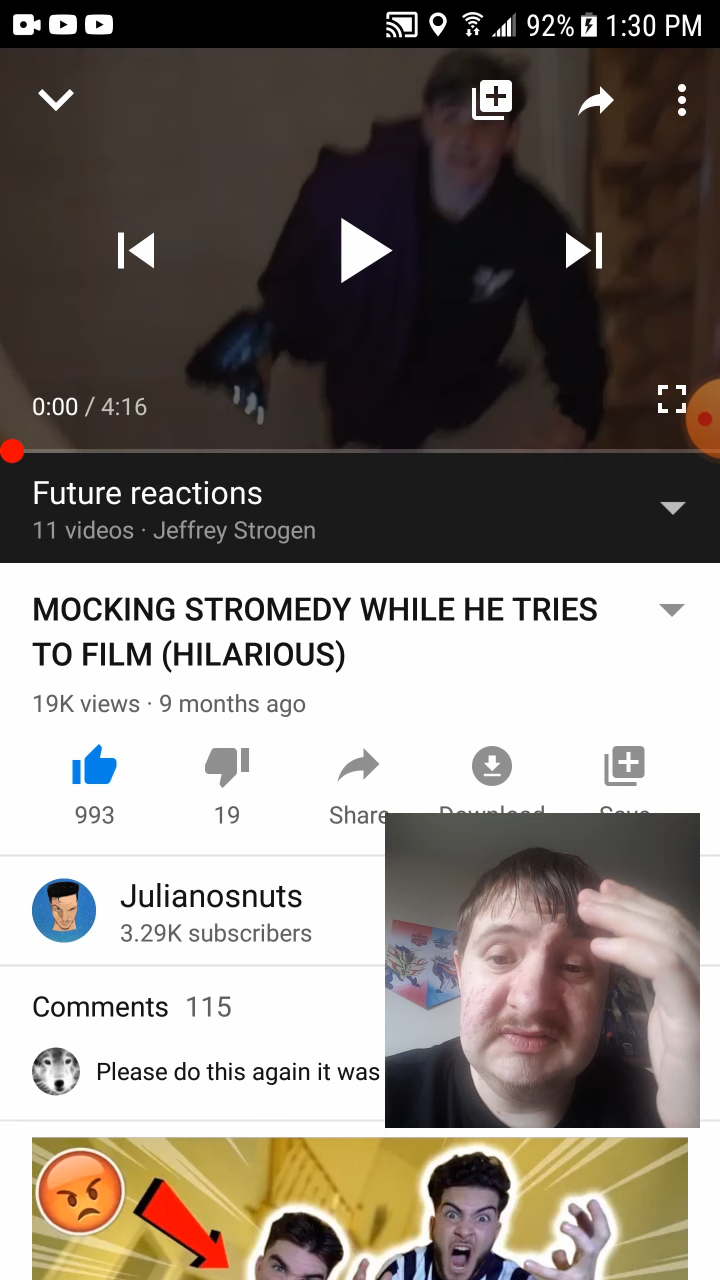 92% 1:30 PM
0:00 / 4:16
Future reactions
11 videos · Jeffrey Strogen
MOCKING STROMEDY WHILE HE TRIES
TO FILM (HILARIOUS)
19K views · 9 months ago
993 19 Share Download Save
Julianosnuts
3.29K subscribers
Comments 115
Please do this again it was